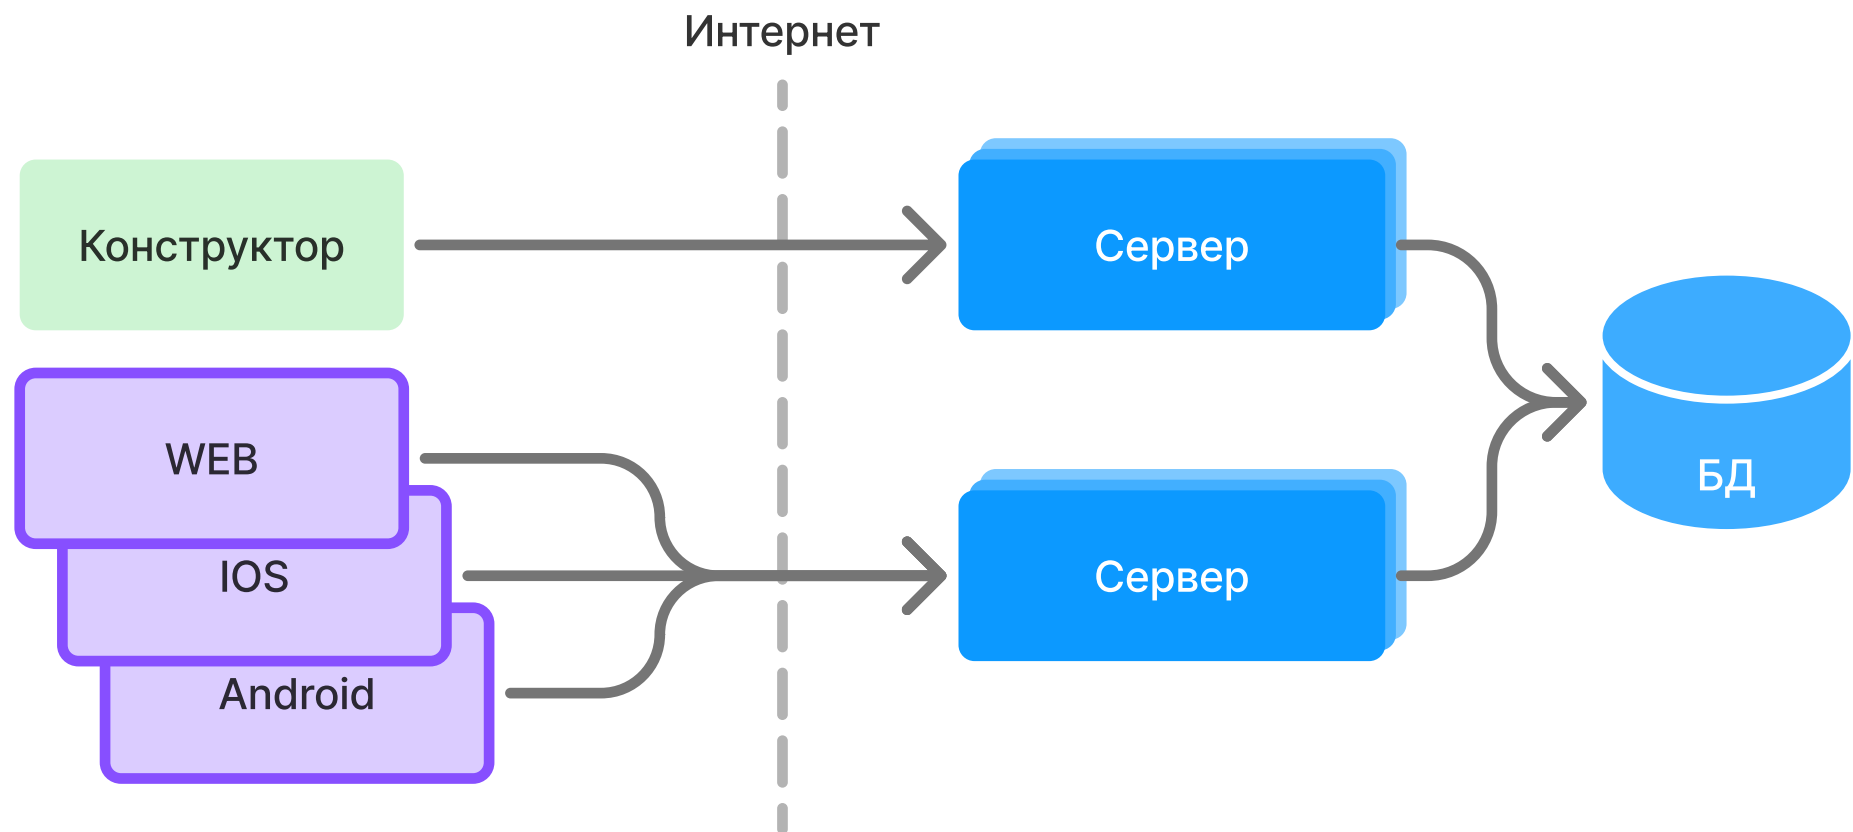 Интернет
Конструктор
Сервер
WEB
БД
IOS
Сервер
Android